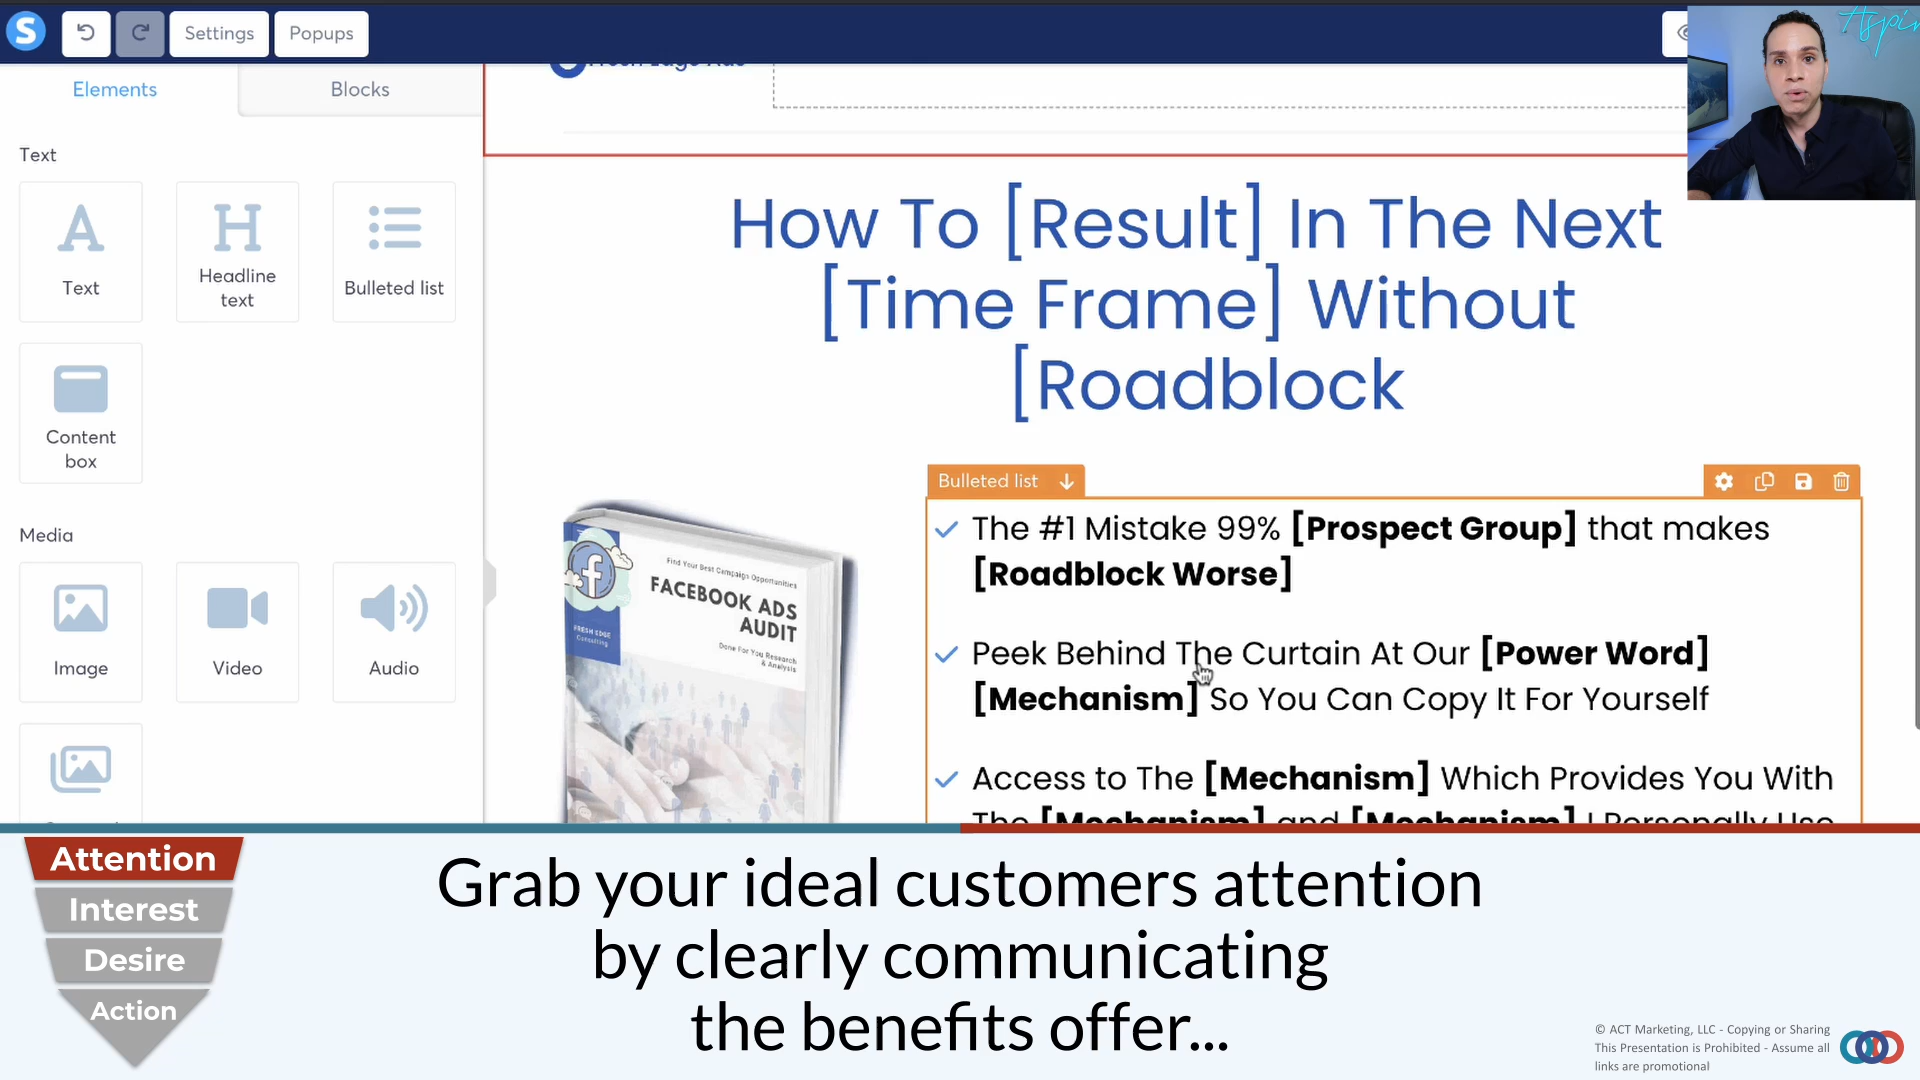 S
Settings
Popups
Elements
Blocks
Fresh Edge Ads
Text
Text
Headline
text
Bulleted list
Content
box
Media
Image
Video
Audio
How To [Result] In The Next
[Time Frame] Without
[Roadblock
Bulleted list
The #1 Mistake 99% [Prospect Group] that makes
[Roadblock Worse]
Peek Behind The Curtain At Our [Power Word]
[Mechanism] So You Can Copy It For Yourself
Access to The [Mechanism] Which Provides You With
The [Mechanism] and [Mechanism] I Personally Use
Find Your Best Campaign Opportunities
FACEBOOK ADS
AUDIT
Done For You Research
& Analysis
FRESH EDGE
Consulting
Attention
Interest
Desire
Action
Grab your ideal customers attention
by clearly communicating
the benefits offer...
© ACT Marketing, LLC - Copying or Sharing
This Presentation is Prohibited - Assume all
links are promotional